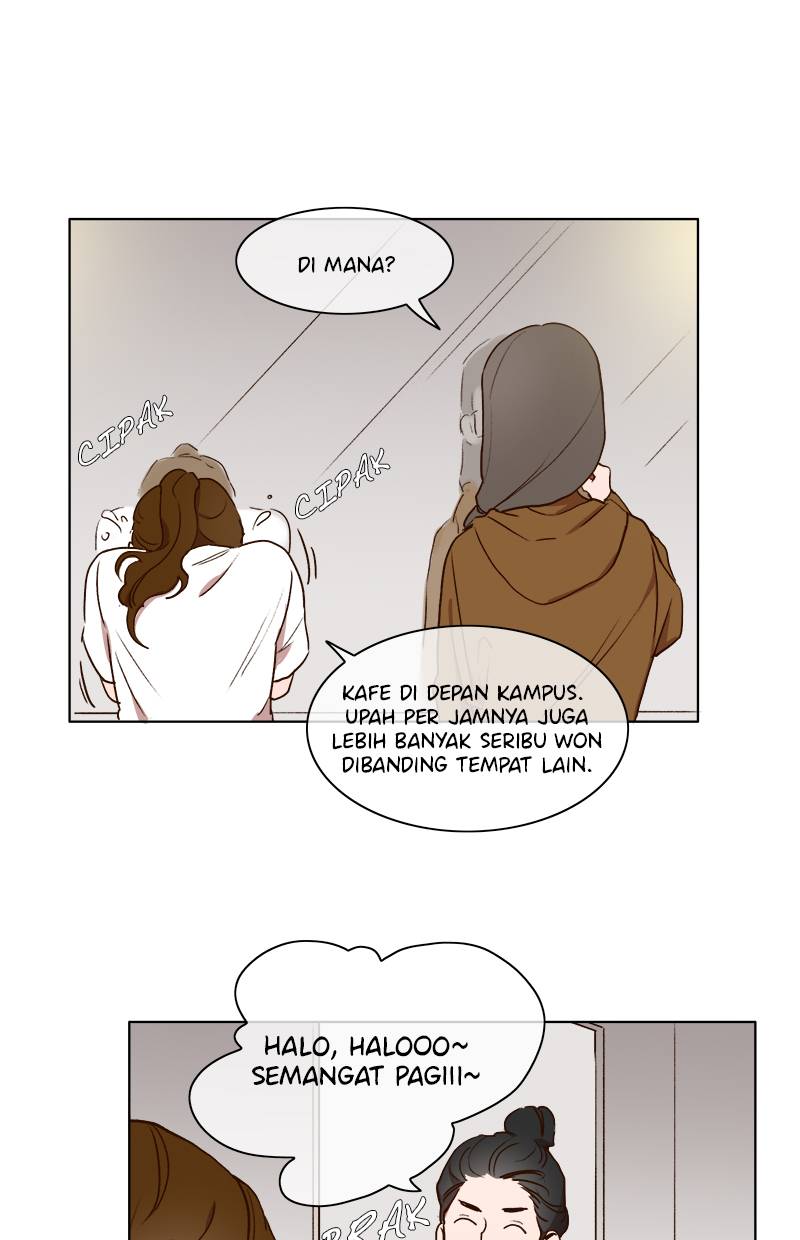 DI MANA?
CIPAK
CIPAK
KAFE DI DEPAN KAMPUS.
UPAH PER JAMNYA JUGA
LEBIH BANYAK SERIBU WON
DIBANDING TEMPAT LAIN.
HALO, HALOOO~
SEMANGAT PAGIII~
BRAK